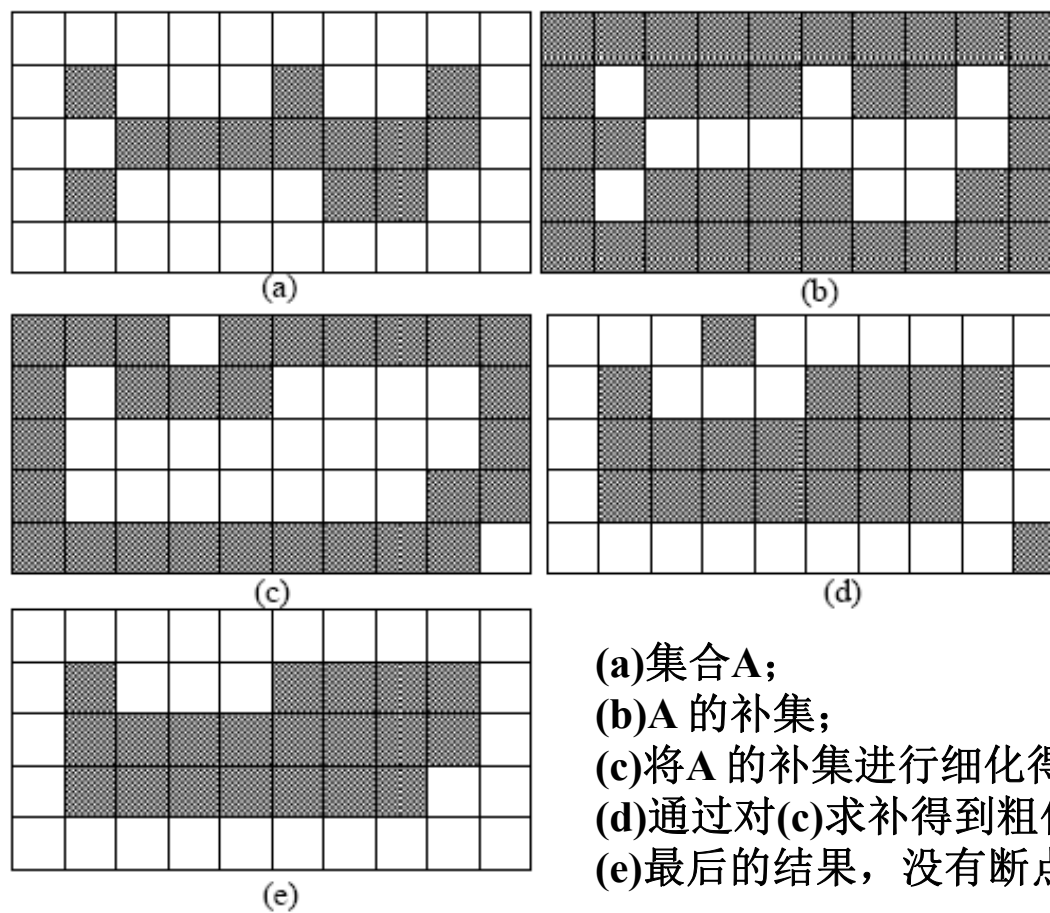 (a)
(b)
(c)
(d)
(e)
(a)集合A；
(b)A 的补集；
(c)将A 的补集进行细化得
(d)通过对(c)求补得到粗
(e)最后的结果，没有断点